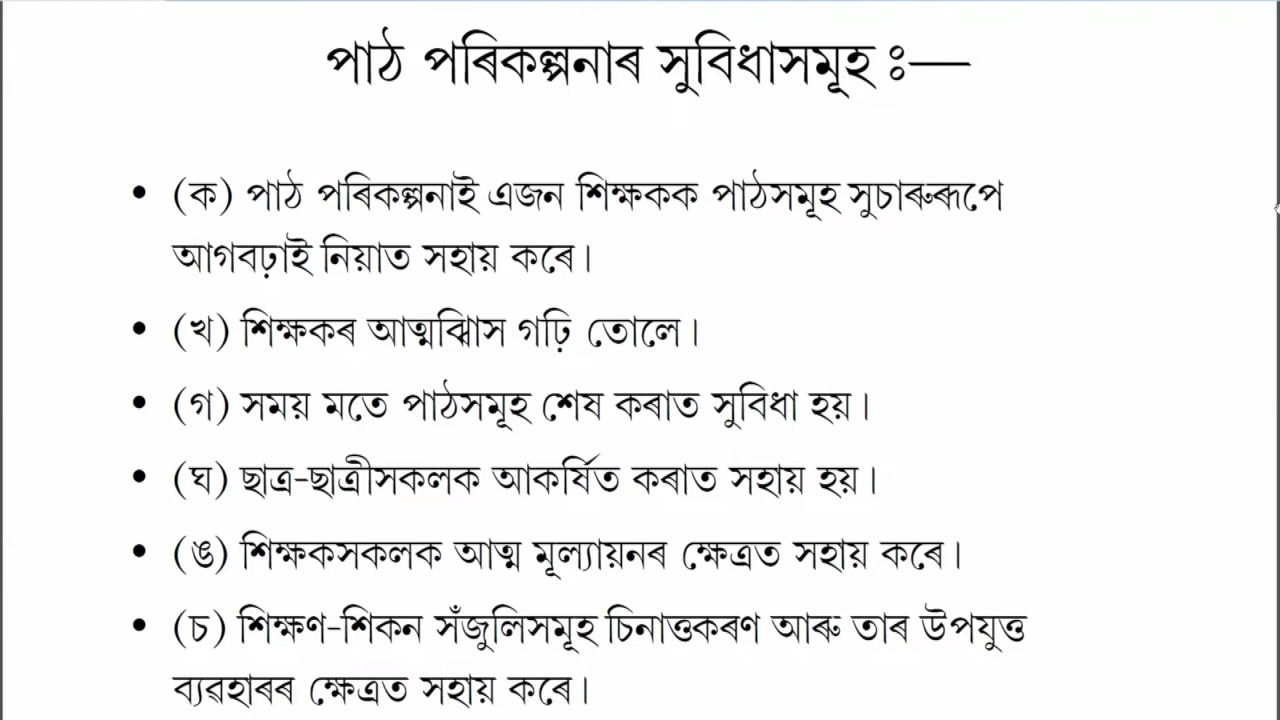 পাঠ পৰিকল্পনাৰ সুবিধাসমূহ ঃ—
• (ক) পাঠ পৰিকল্পনাই এজন শিক্ষকক পাঠসমূহ সুচাৰুৰূপে
আগবঢ়াই নিয়াত সহায় কৰে।
• (খ) শিক্ষকৰ আত্মবিশ্বাস গঢ়ি তোলে।
• (গ) সময় মতে পাঠসমূহ শেষ কৰাত সুবিধা হয়।
• (ঘ) ছাত্ৰ-ছাত্ৰীসকলক আকৰ্ষিত কৰাত সহায় হয়।
• (ঙ) শিক্ষকসকলক আত্ম মূল্যায়নৰ ক্ষেত্ৰত সহায় কৰে।
• (চ) শিক্ষণ-শিকন সঁজুলিসমূহ চিনাত্তকৰণ আৰু তাৰ উপযুত্ত
ব্যৱহাৰৰ ক্ষেত্ৰত সহায় কৰে।